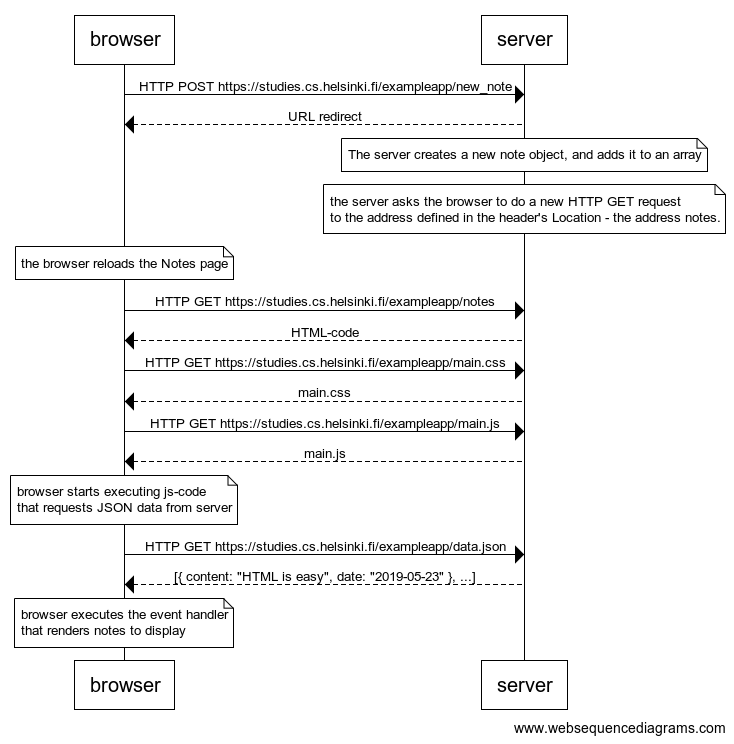 browser
server
HTTP POST https://studies.cs.helsinki.fi/exampleapp/new_note
URL redirect
The server creates a new note object, and adds it to an array
the server asks the browser to do a new HTTP GET request
to the address defined in the header's Location - the address notes.
the browser reloads the Notes page
HTTP GET https://studies.cs.helsinki.fi/exampleapp/notes
HTML-code
HTTP GET https://studies.cs.helsinki.fi/exampleapp/main.css
main.css
HTTP GET https://studies.cs.helsinki.fi/exampleapp/main.js
main.js
browser starts executing js-code
that requests JSON data from server
HTTP GET https://studies.cs.helsinki.fi/exampleapp/data.json
[{ content: "HTML is easy", date: "2019-05-23" }, ...]
browser executes the event handler
that renders notes to display
browser
server
www.websequencediagrams.com